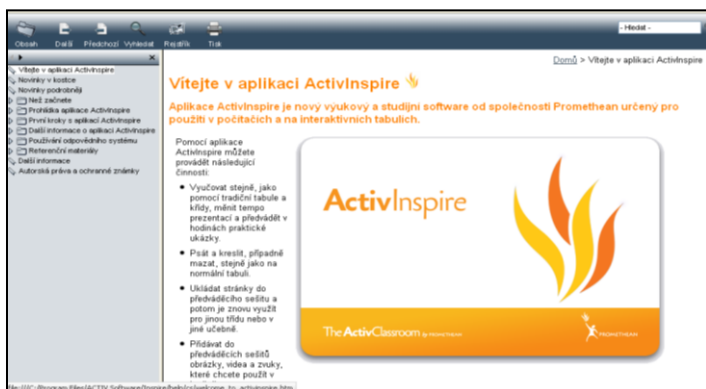 Obsah Další Předchozí Vyhledat Rejstřík Tisk
- Hledat -
Vítejte v aplikaci ActivInspire
Novinky v kostce
Novinky podrobněji
Než začnete
Prohlídka aplikace ActivInspire
První kroky s aplikací ActivInspire
Další informace o aplikaci ActivInspire
Používání odpovědního systému
Referenční materiály
Další informace
Autorská práva a ochranné známky
Domů > Vítejte v aplikaci ActivInspire
Vítejte v aplikaci ActivInspire
Aplikace ActivInspire je nový výukový a studijní software od společnosti Promethean určený pro
použití v počítačích a na interaktivních tabulích.
Pomocí aplikace
ActivInspire můžete
provádět následující
činnosti:
• Vyučovat stejně, jako
pomocí tradiční tabule a
křídy, měnit tempo
prezentací a předvádět v
hodinách praktické
ukázky.
• Psát a kreslit, případně
mazat, stejně jako na
normální tabuli.
• Ukládat stránky do
předváděcího sešitu a
potom je znovu využít
pro jinou třídu nebo v
jiné učebně.
• Přidávat do
předváděcích sešitů
obrázky, videa a zvuky,
které chcete použít v
ActivInspire
The ActivClassroom BY PROMETHEAN
PROMETHEAN